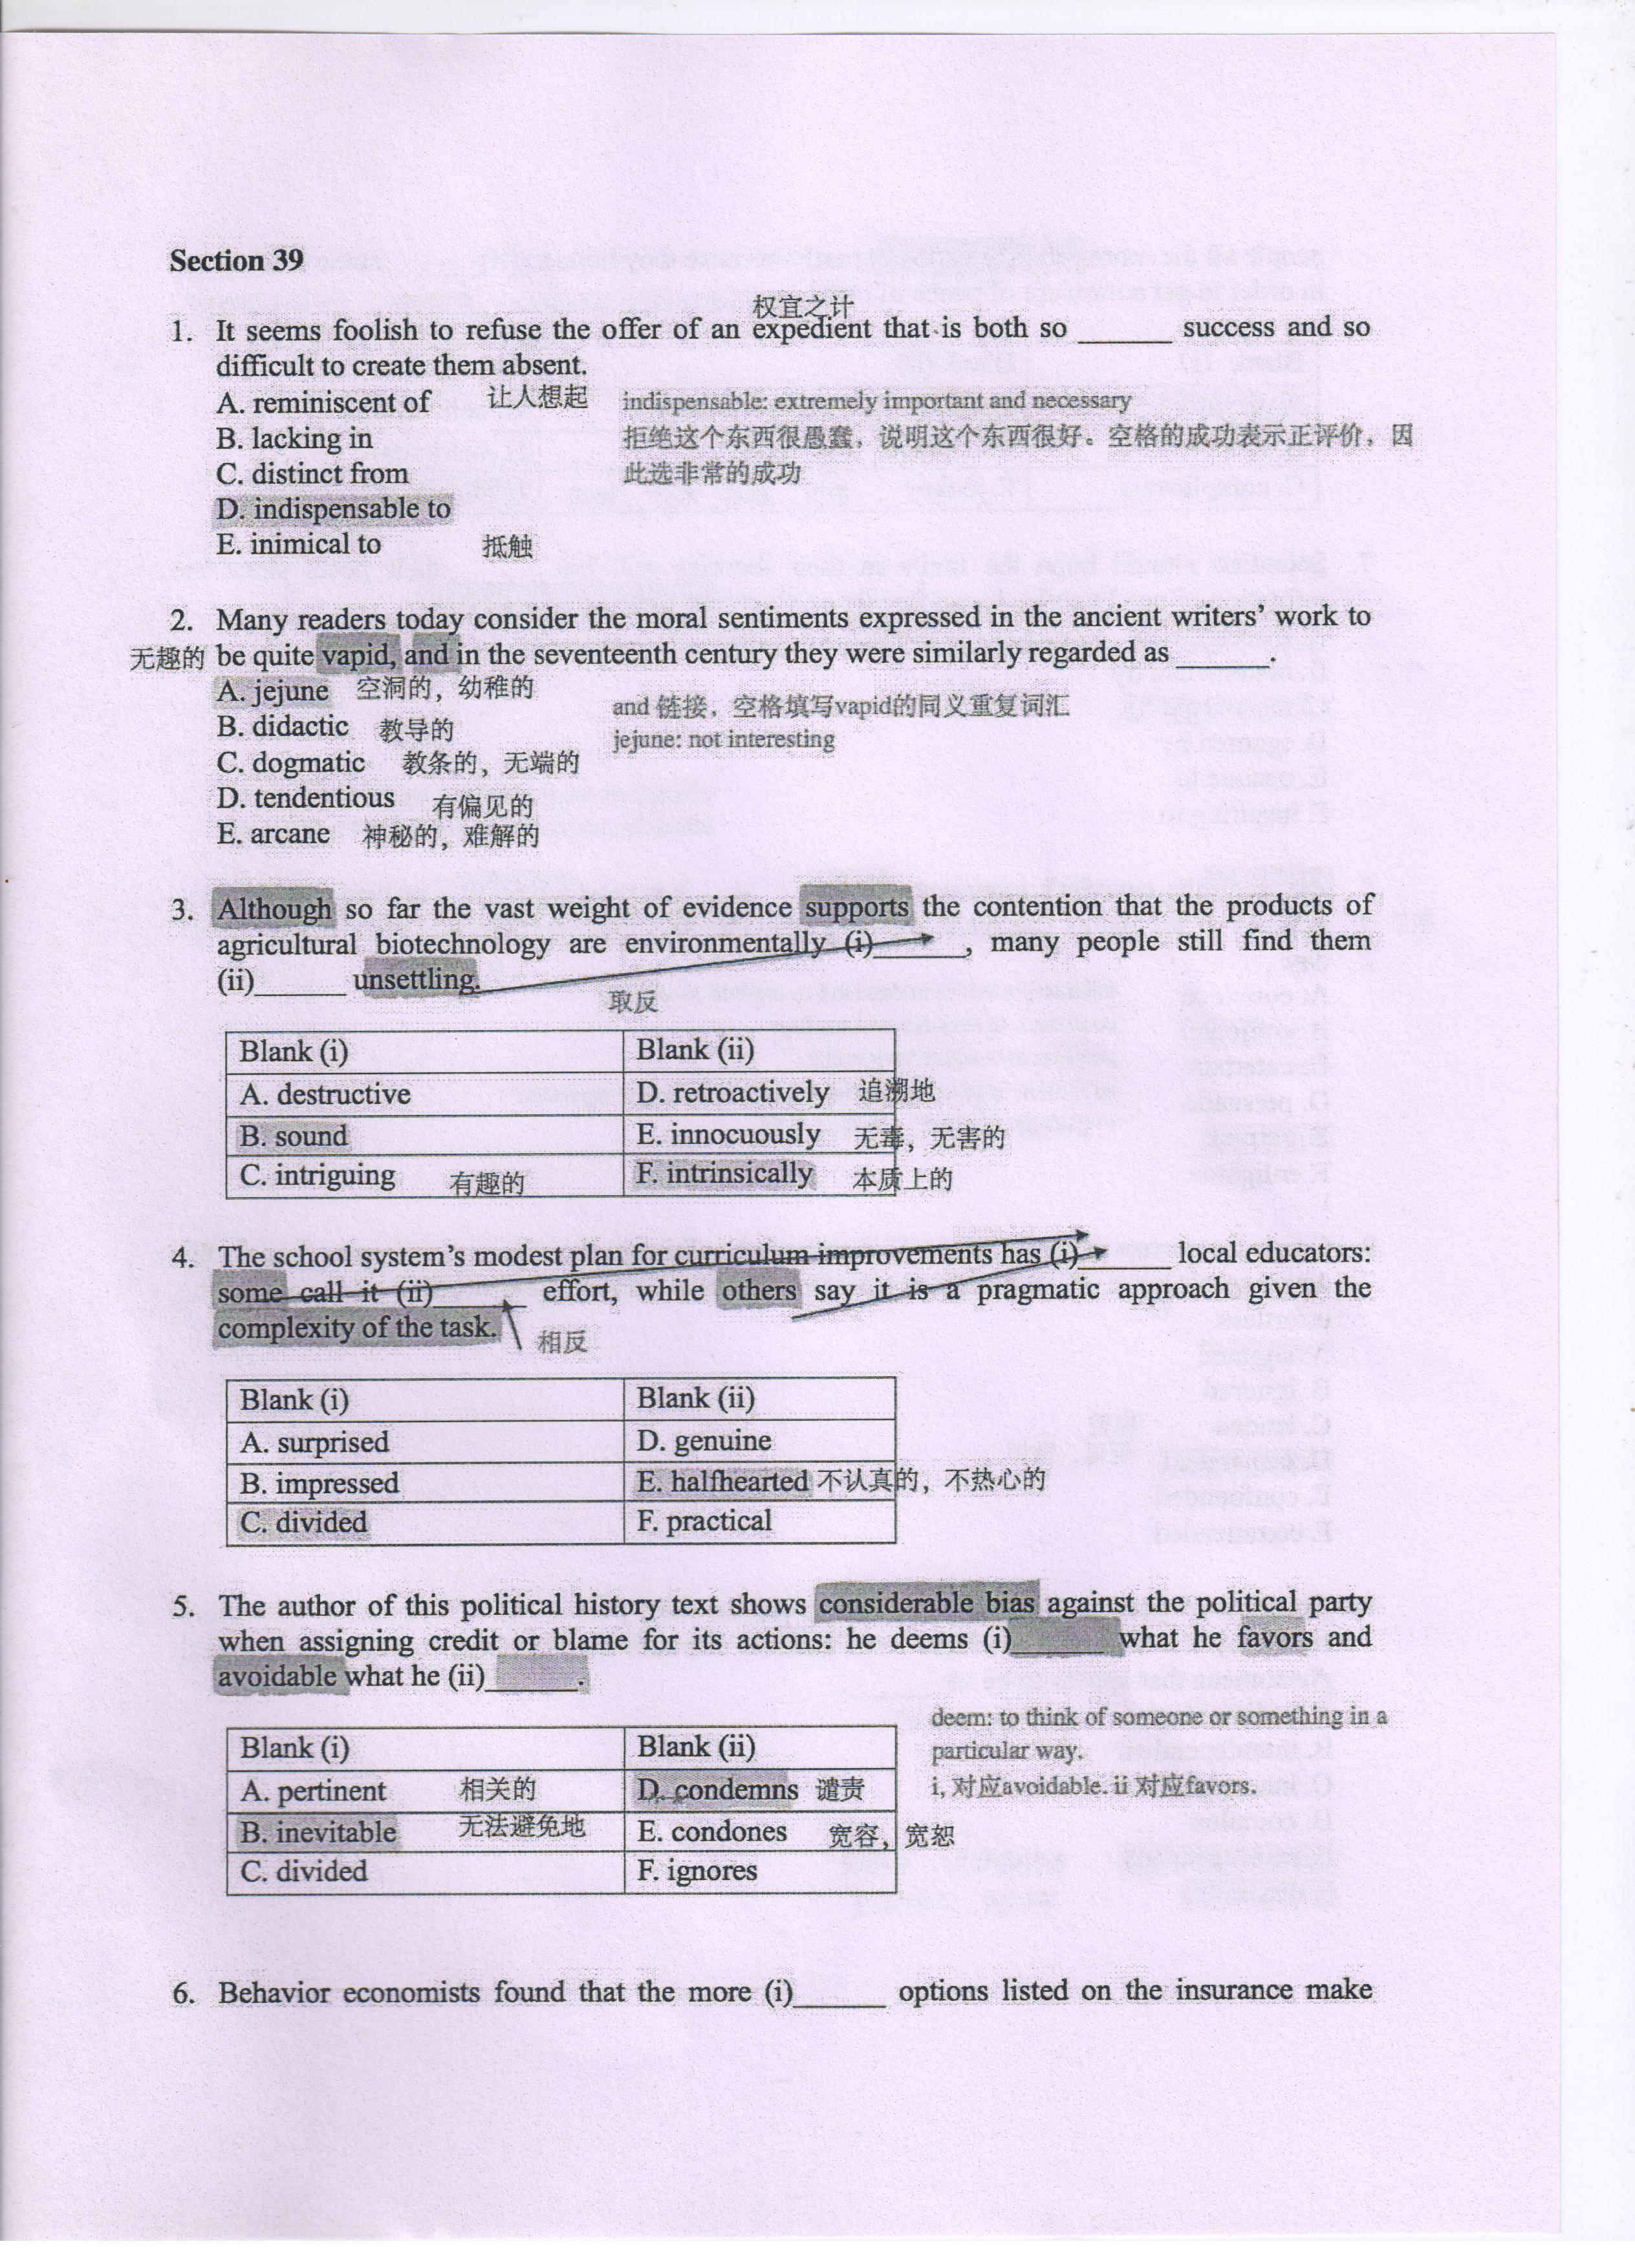 Section 39
权宜之计
1. It seems foolish to refuse the offer of an expedient that is both so ______ success and so
difficult to create them absent.
A. reminiscent of 让人想起
B. lacking in
C. distinct from
D. indispensable to
E. inimical to 抵触
indispensable: extremely important and necessary
拒绝这个东西很愚蠢，说明这个东西很好。空格的成功表示正评价，因
此选非常的成功
2. Many readers today consider the moral sentiments expressed in the ancient writers' work to
无趣的 be quite vapid, and in the seventeenth century they were similarly regarded as ______.
A. jejune 空洞的，幼稚的
B. didactic 教导的
C. dogmatic 教条的，无端的
D. tendentious 有偏见的
E. arcane 神秘的，难解的
and 链接，空格填写vapid的同义重复词汇
jejune: not interesting
3. Although so far the vast weight of evidence supports the contention that the products of
agricultural biotechnology are environmentally (i)______, many people still find them
(ii)______ unsettling.
取反
Blank (i) Blank (ii)
A. destructive D. retroactively 追溯地
B. sound E. innocuously 无毒，无害的
C. intriguing 有趣的 F. intrinsically 本质上的
4. The school system's modest plan for curriculum improvements has (i)______ local educators:
some call it (ii)______ effort, while others say it is a pragmatic approach given the
complexity of the task. 相反
Blank (i) Blank (ii)
A. surprised D. genuine
B. impressed E. halfhearted 不认真的，不热心的
C. divided F. practical
5. The author of this political history text shows considerable bias against the political party
when assigning credit or blame for its actions: he deems (i)______ what he favors and
avoidable what he (ii)______.
Blank (i) Blank (ii)
A. pertinent 相关的 D. condemns 谴责
B. inevitable 无法避免地 E. condones 宽容，宽恕
C. divided F. ignores
deem: to think of someone or something in a
particular way.
i, 对应avoidable. ii 对应favors.
6. Behavior economists found that the more (i)______ options listed on the insurance make